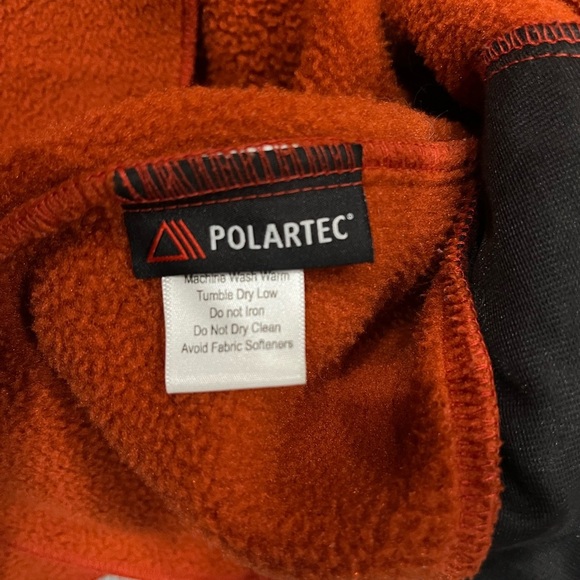 POLARTEC®
Machine Wash Warm
Tumble Dry Low
Do not Iron
Do Not Dry Clean
Avoid Fabric Softeners